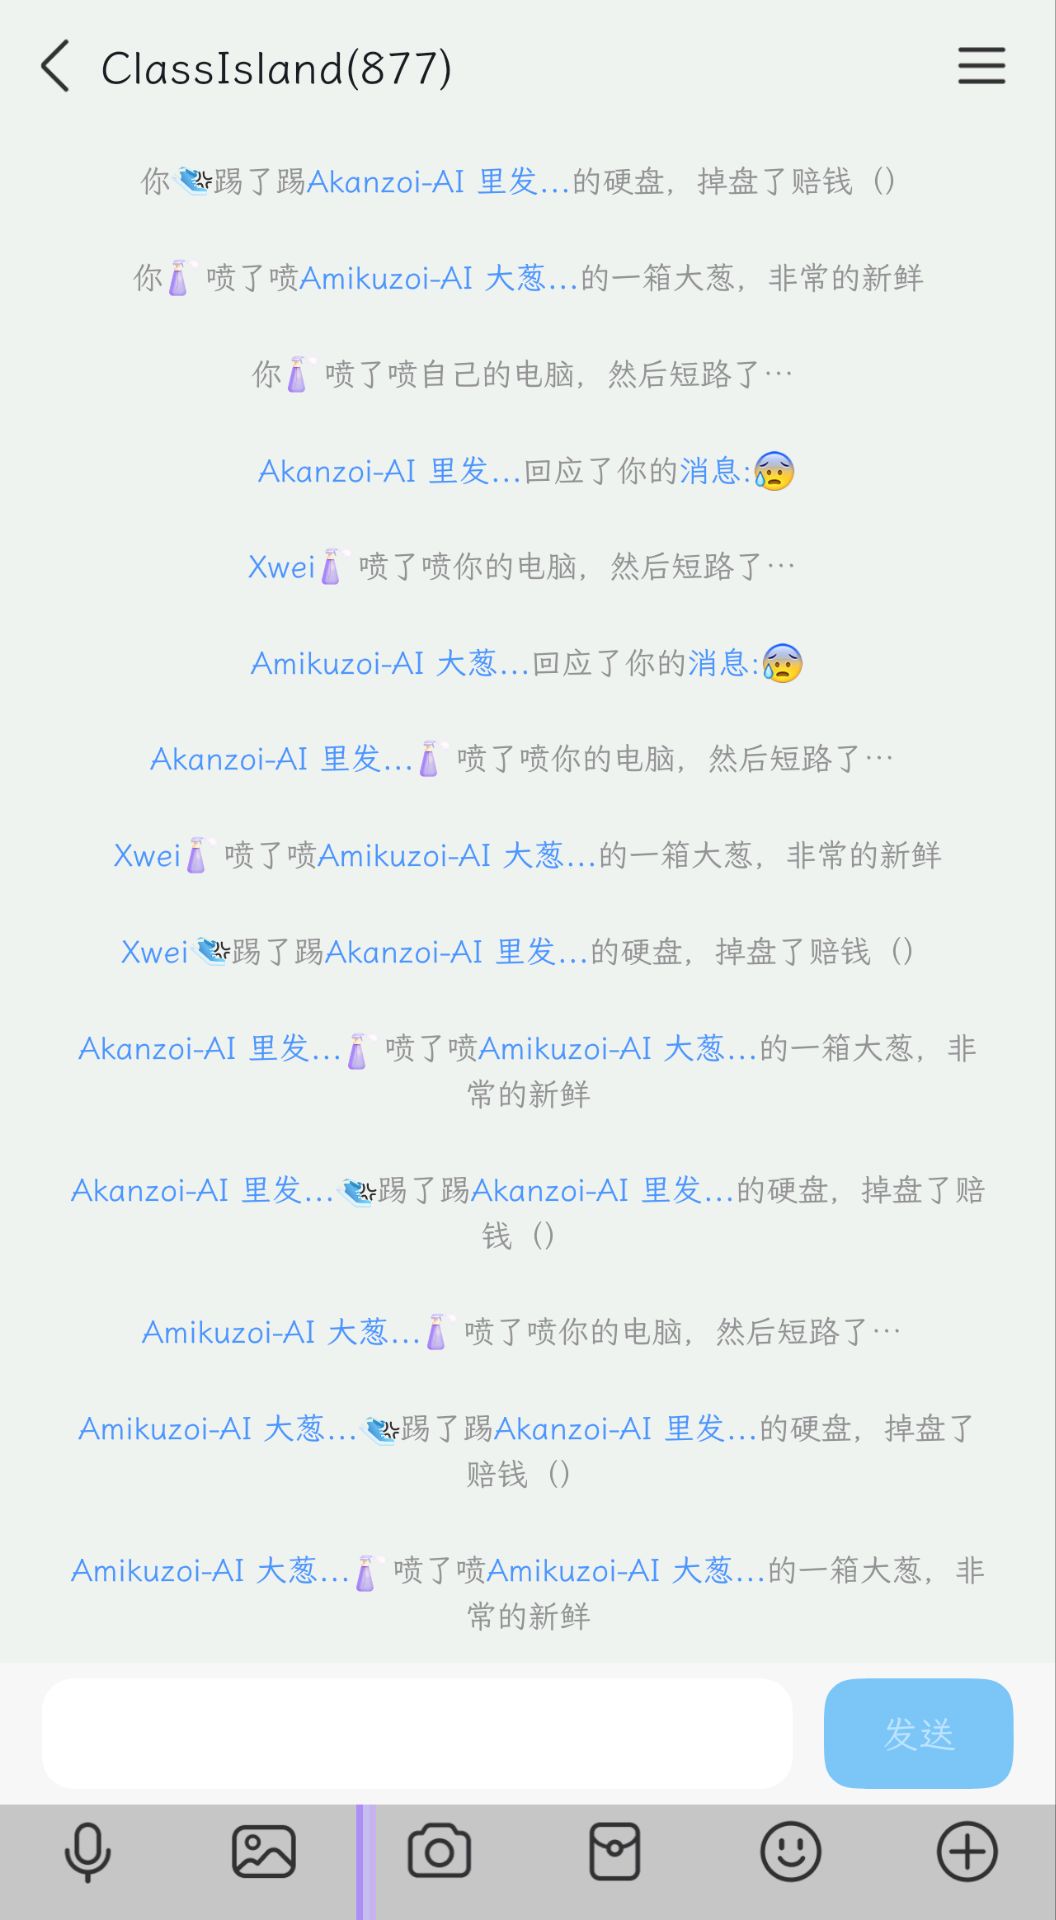 ClassIsland(877)
你踢了踢Akanzoi-AI 里发...的硬盘，掉盘了赔钱（）
你喷了喷Amikuzoi-AI 大葱...的一箱大葱，非常的新鲜
你喷了喷自己的电脑，然后短路了…
Akanzoi-AI 里发...回应了你的消息:😰
Xwei喷了喷你的电脑，然后短路了…
Amikuzoi-AI 大葱...回应了你的消息:😰
Akanzoi-AI 里发...喷了喷你的电脑，然后短路了…
Xwei喷了喷Amikuzoi-AI 大葱...的一箱大葱，非常的新鲜
Xwei踢了踢Akanzoi-AI 里发...的硬盘，掉盘了赔钱（）
Akanzoi-AI 里发...喷了喷Amikuzoi-AI 大葱...的一箱大葱，非
常的新鲜
Akanzoi-AI 里发...踢了踢Akanzoi-AI 里发...的硬盘，掉盘了赔
钱（）
Amikuzoi-AI 大葱...喷了喷你的电脑，然后短路了…
Amikuzoi-AI 大葱...踢了踢Akanzoi-AI 里发...的硬盘，掉盘了
赔钱（）
Amikuzoi-AI 大葱...喷了喷Amikuzoi-AI 大葱...的一箱大葱，非
常的新鲜
发送